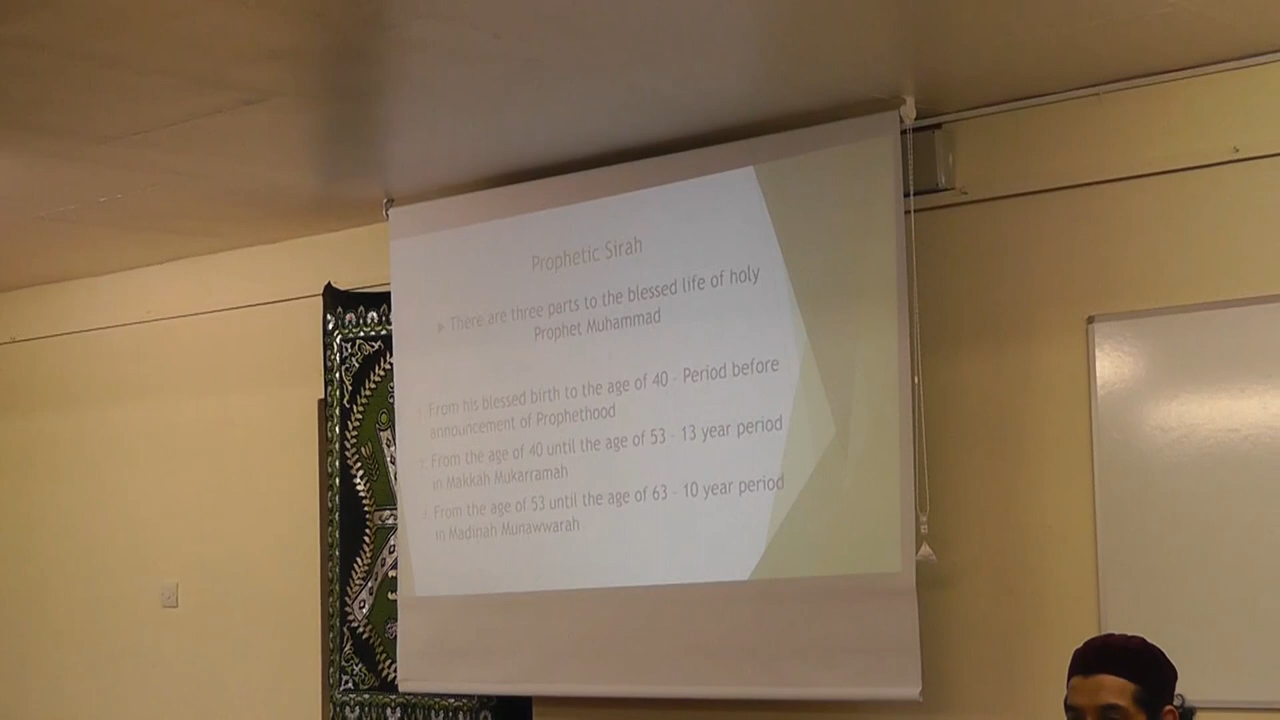 Prophetic Sirah
There are three parts to the blessed life of holy
Prophet Muhammad
1. From his blessed birth to the age of 40 - Period before
announcement of Prophethood
2. From the age of 40 until the age of 53 - 13 year period
in Makkah Mukarramah
3. From the age of 53 until the age of 63 - 10 year period
in Madinah Munawwarah